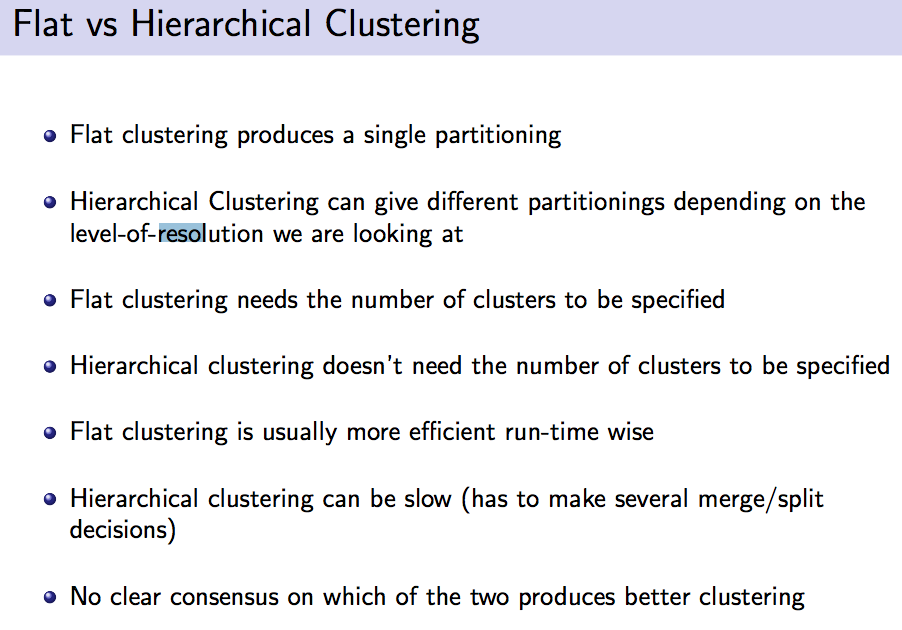 Flat vs Hierarchical Clustering
Flat clustering produces a single partitioning
Hierarchical Clustering can give different partitionings depending on the
level-of-resolution we are looking at
Flat clustering needs the number of clusters to be specified
Hierarchical clustering doesn't need the number of clusters to be specified
Flat clustering is usually more efficient run-time wise
Hierarchical clustering can be slow (has to make several merge/split
decisions)
No clear consensus on which of the two produces better clustering